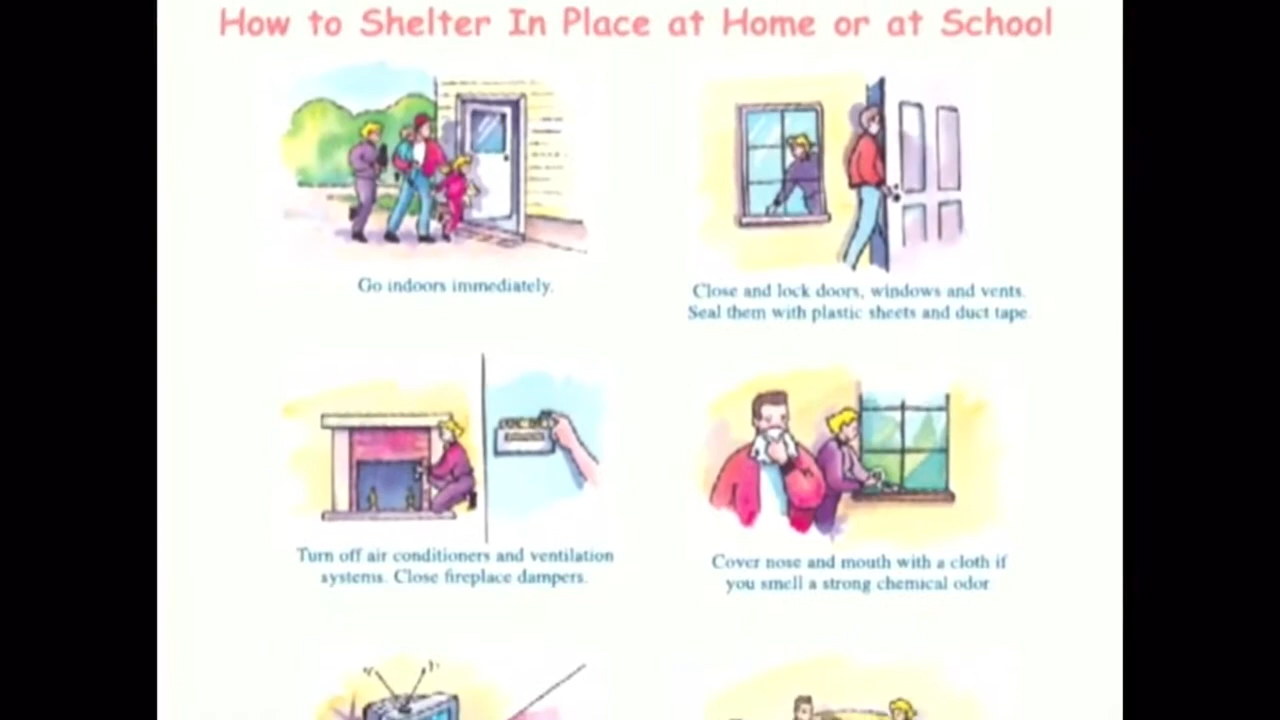 How to Shelter In Place at Home or at School
Go indoors immediately.
Close and lock doors, windows and vents.
Seal them with plastic sheets and duct tape.
Turn off air conditioners and ventilation
systems. Close fireplace dampers.
Cover nose and mouth with a cloth if
you smell a strong chemical odor